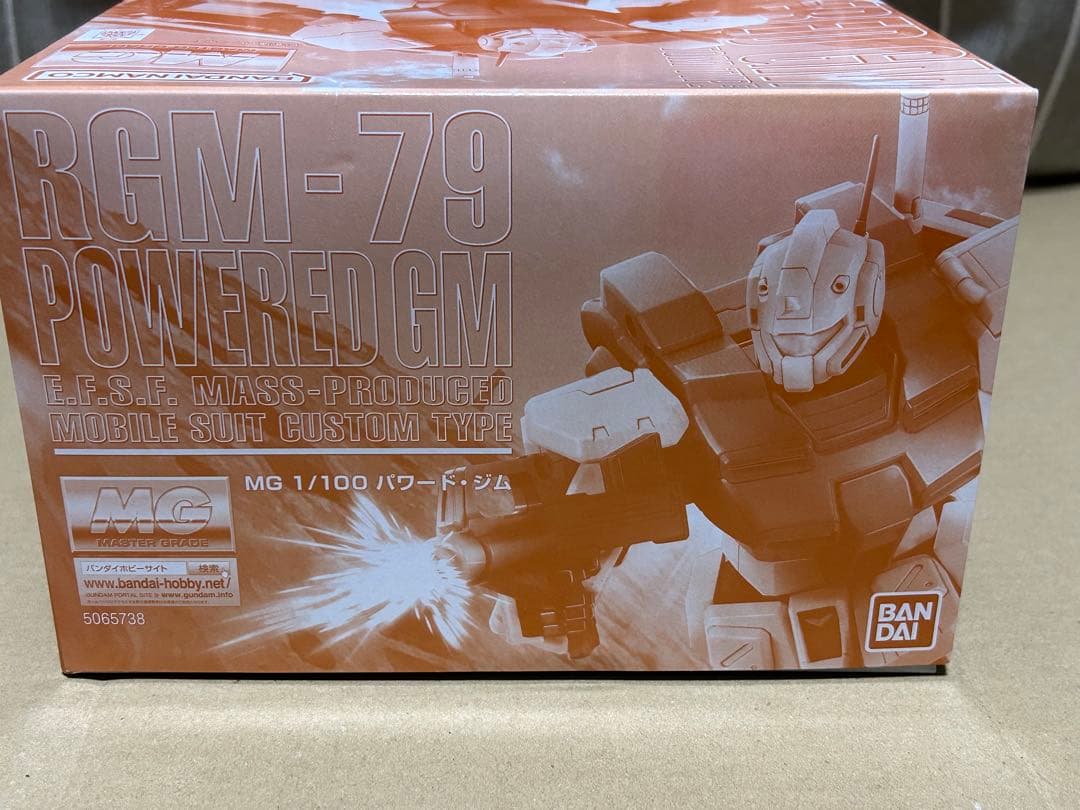 BANDAI NAMCO
RGM-79
POWERED GM
E.F.S.F. MASS-PRODUCED
MOBILE SUIT CUSTOM TYPE
MG 1/100 パワード・ジム
MG
MASTER GRADE
バンダイホビーサイト 検索
www.bandai-hobby.net/
GUNDAM PORTAL SITE www.gundam.info
5065738
BAN
DAI